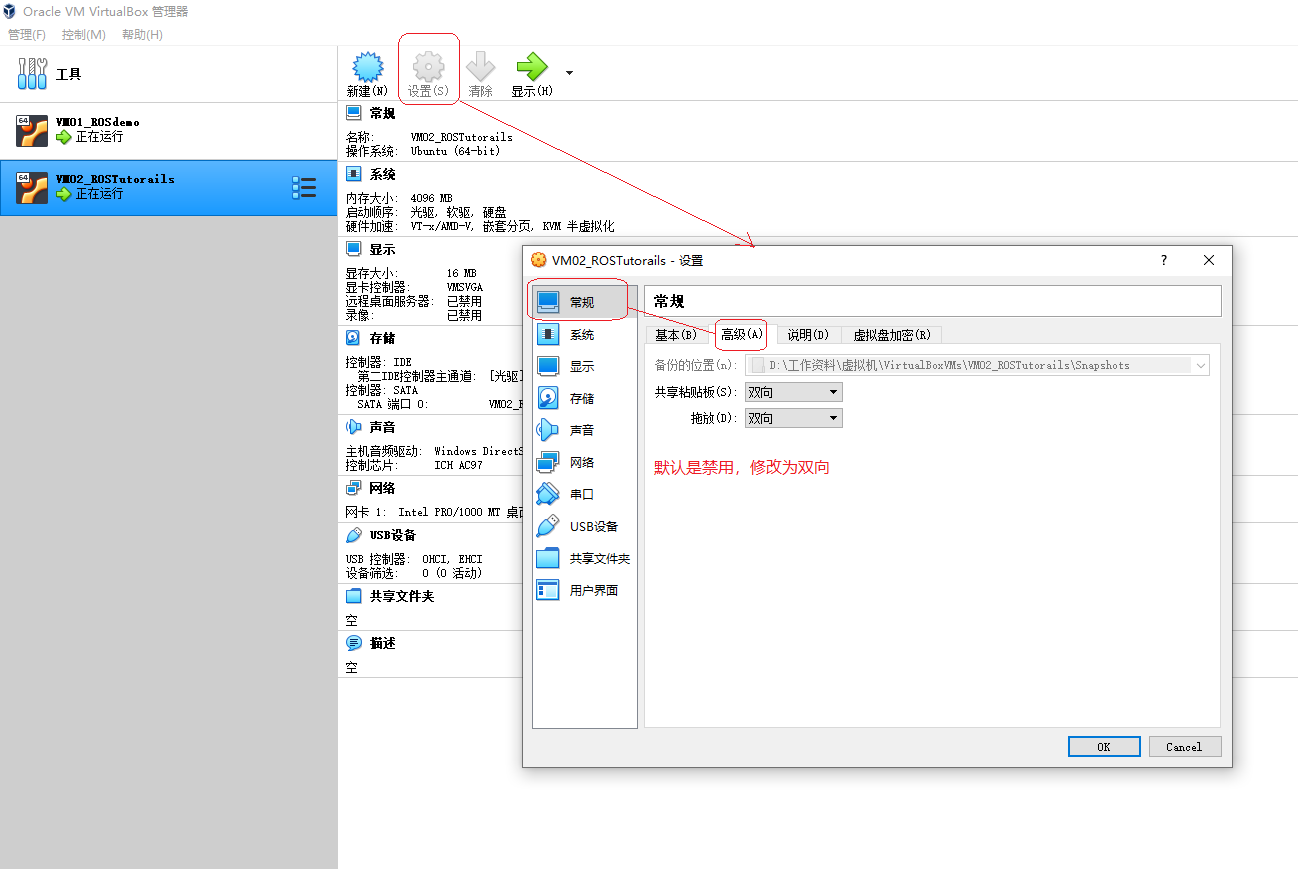 Oracle VM VirtualBox 管理器
管理(F) 控制(M) 帮助(H)
工具
新建(N) 设置(S) 清除 显示(H)
64
VM01_ROSdemo
正在运行
64
VM02_ROSTutorails
正在运行
常规
名称: VM02_ROSTutorails
操作系统: Ubuntu (64-bit)
系统
内存大小: 4096 MB
启动顺序: 光驱, 软驱, 硬盘
硬件加速: VT-x/AMD-V, 嵌套分页, KVM 半虚拟化
显示
显存大小: 16 MB
显卡控制器: VMSVGA
远程桌面服务器: 已禁用
录像: 已禁用
存储
控制器: IDE
第二IDE控制器主通道: [光驱]
控制器: SATA
SATA 端口 0: VM02_R
声音
主机音频驱动: Windows DirectS
控制芯片: ICH AC97
网络
网卡 1: Intel PRO/1000 MT 桌面
USB设备
USB 控制器: OHCI, EHCI
设备筛选: 0 (0 活动)
共享文件夹
空
描述
空
VM02_ROSTutorails - 设置
?
常规
系统
显示
存储
声音
网络
串口
USB设备
共享文件夹
用户界面
常规
基本(B) 高级(A) 说明(D) 虚拟盘加密(R)
备份的位置(n): D:\工作资料\虚拟机\VirtualBoxVMs\VM02_ROSTutorails\Snapshots
共享粘贴板(S): 双向
拖放(D): 双向
默认是禁用，修改为双向
OK Cancel